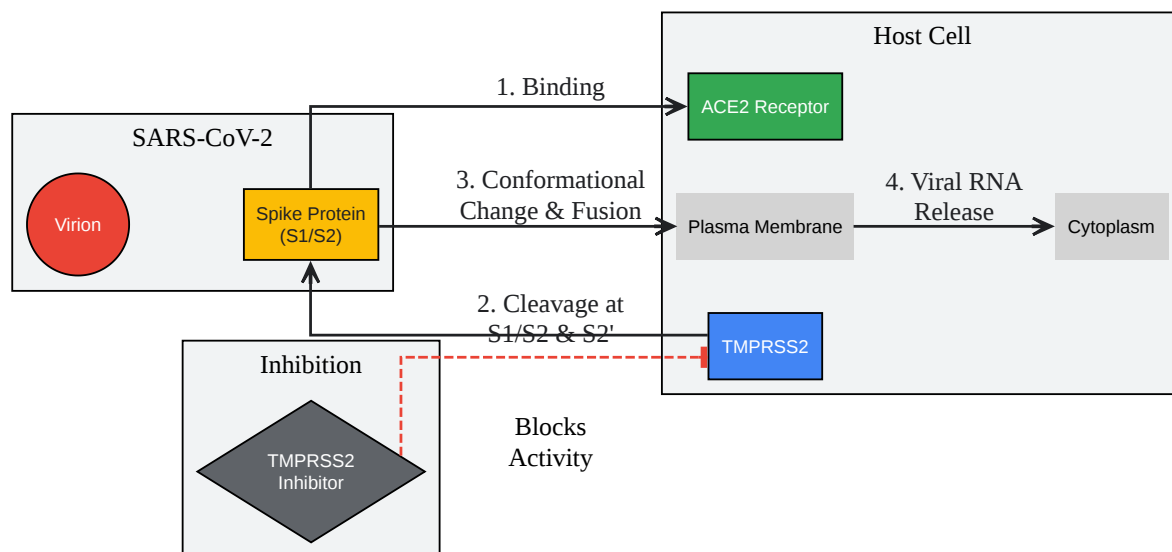 Host Cell
1. Binding
ACE2 Receptor
SARS-CoV-2
Virion
Spike Protein
(S1/S2)
3. Conformational
Change & Fusion
Plasma Membrane
4. Viral RNA
Release
Cytoplasm
2. Cleavage at
S1/S2 & S2'
TMPRSS2
Inhibition
TMPRSS2
Inhibitor
Blocks
Activity